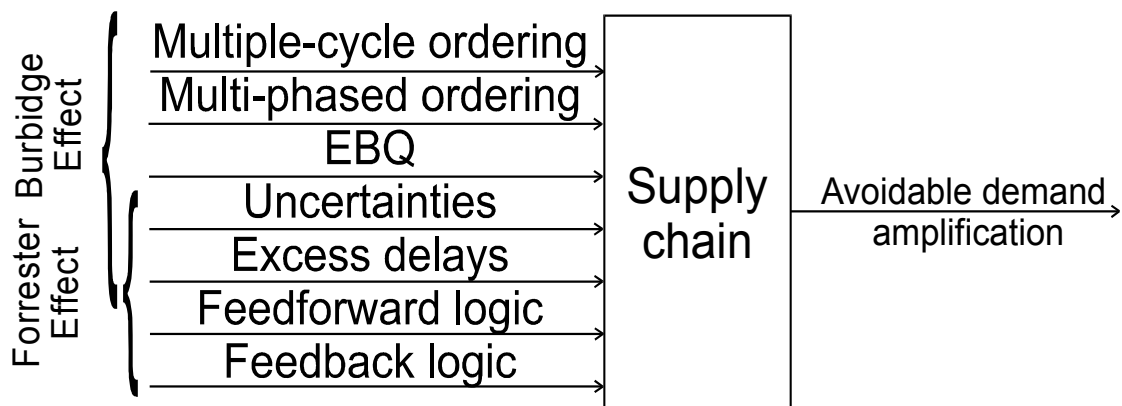 Burbidge
Effect
Forrester
Effect
Multiple-cycle ordering
Multi-phased ordering
EBQ
Uncertainties
Excess delays
Feedforward logic
Feedback logic
Supply
chain
Avoidable demand
amplification